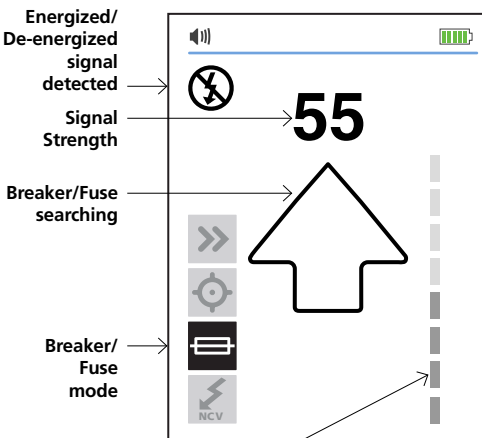 Energized/
De-energized
signal
detected
Signal
Strength
55
Breaker/Fuse
searching
Breaker/
Fuse
mode
NCV